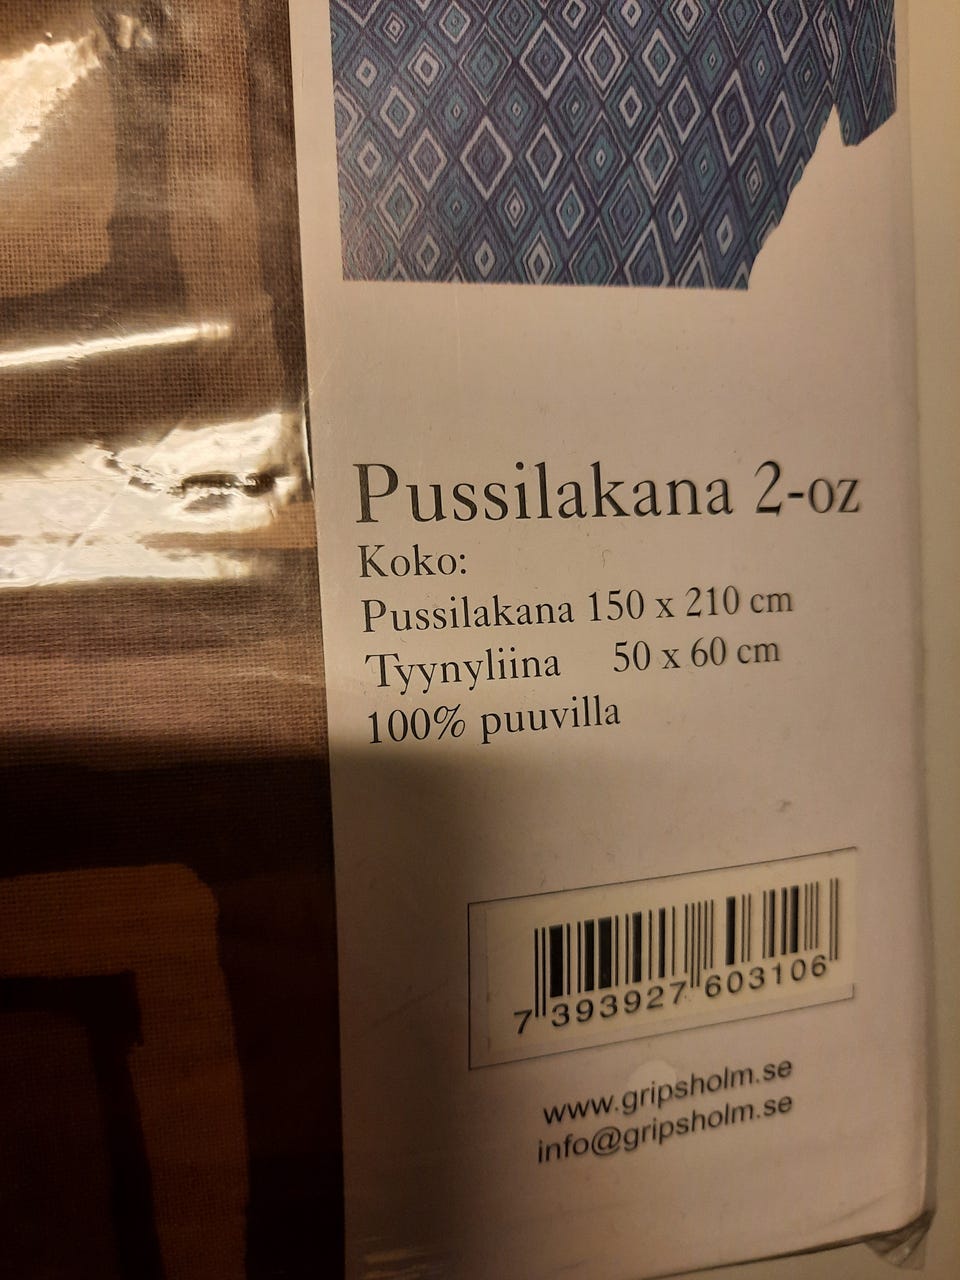 Pussilakana 2-oz
Koko:
Pussilakana 150 x 210 cm
Tyynyliina 50 x 60 cm
100% puuvilla
7 393927 603106
www.gripsholm.se
info@gripsholm.se